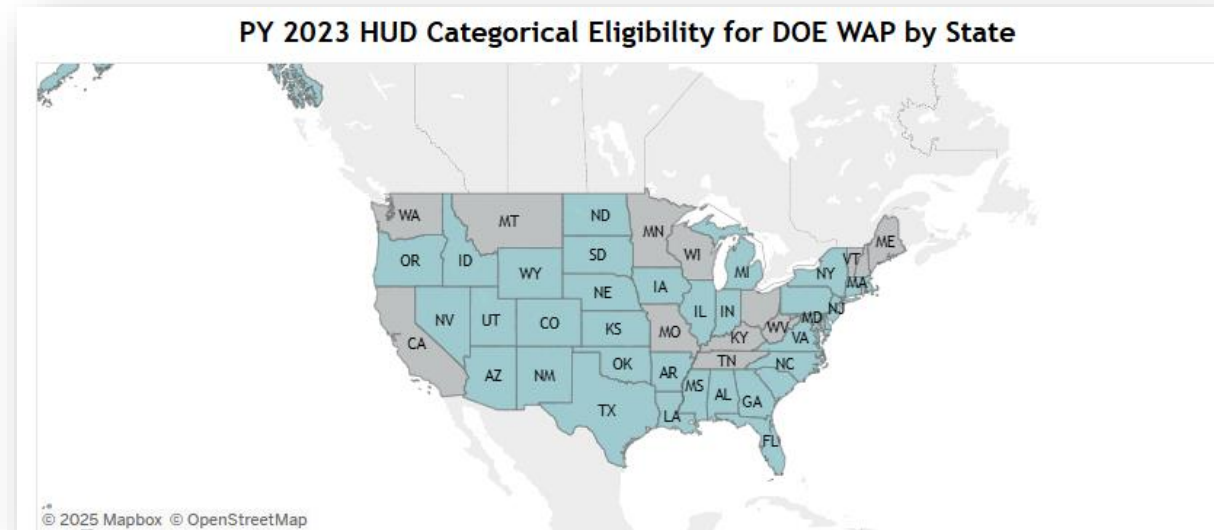 PY 2023 HUD Categorical Eligibility for DOE WAP by State
WA
MT
ND
MN
WI
ME
VT
OR
ID
WY
SD
MI
NY
MA
NE
IA
IL
IN
NJ
MD
NV
UT
CO
KS
MO
KY
WV
VA
CA
TN
NC
AZ
NM
OK
AR
MS
AL
GA
TX
LA
FL
© 2025 Mapbox © OpenStreetMap